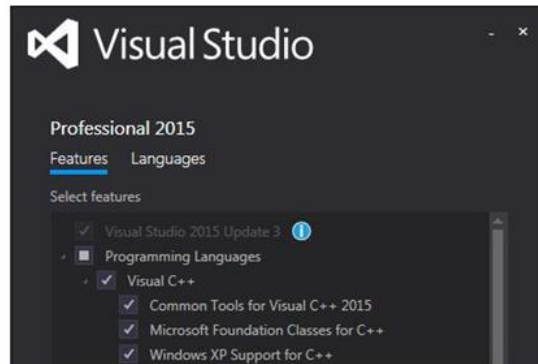 Visual Studio
Professional 2015
Features Languages
Select features
Visual Studio 2015 Update 3
Programming Languages
Visual C++
Common Tools for Visual C++ 2015
Microsoft Foundation Classes for C++
Windows XP Support for C++